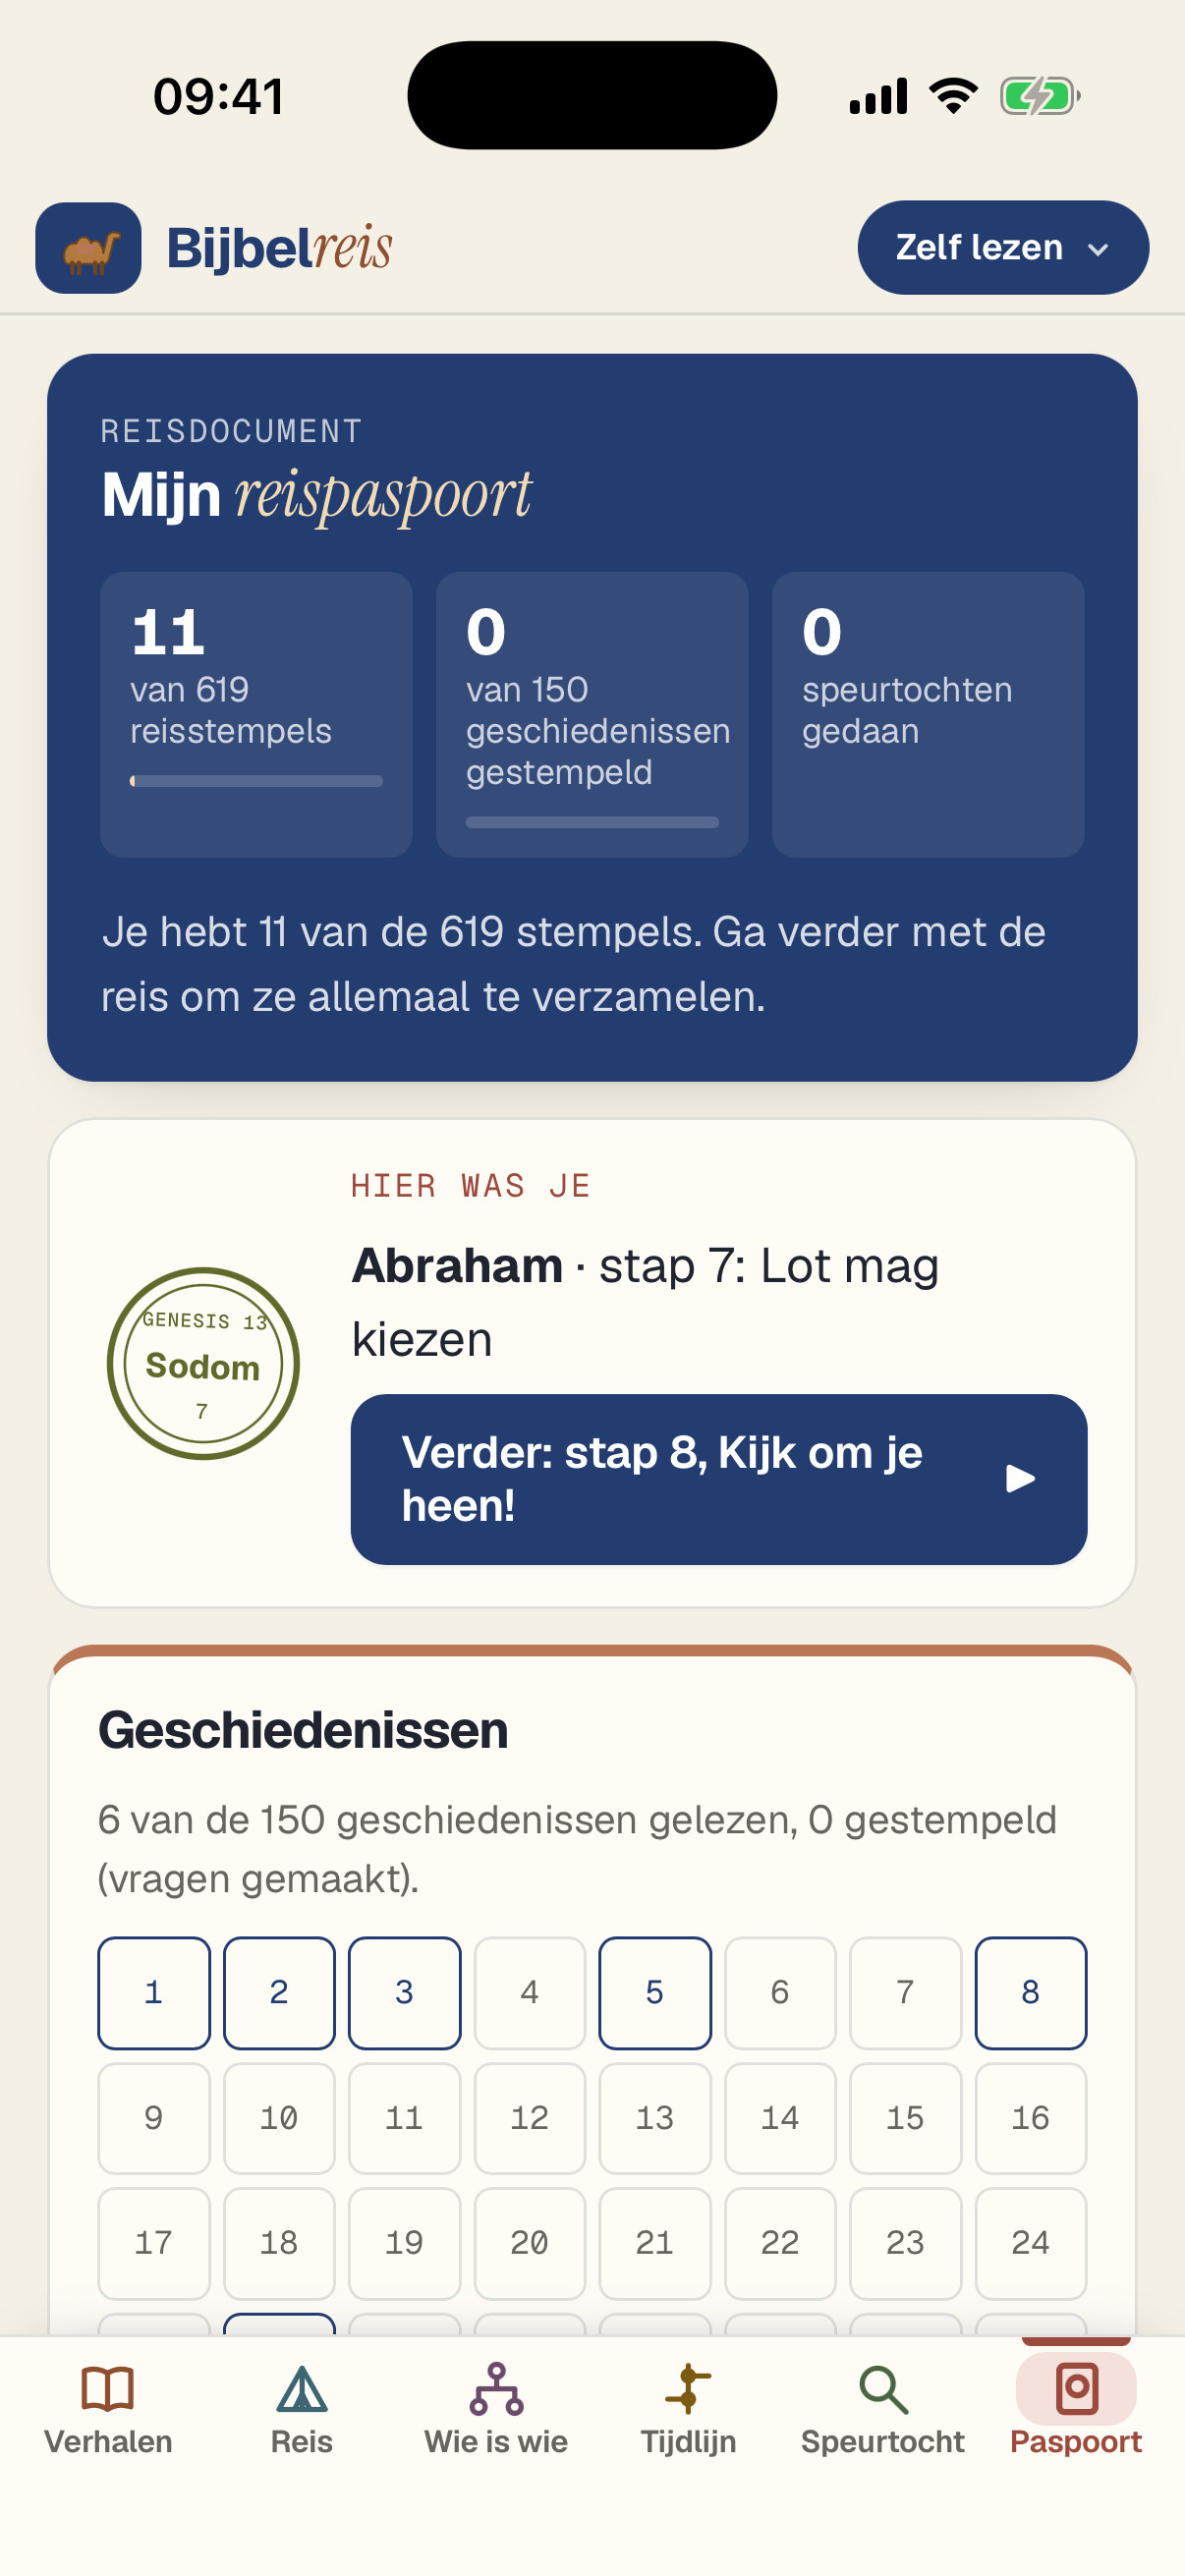 09:41
Bijbelreis
Zelf lezen
REISDOCUMENT
Mijn reispaspoort
11
van 619
reisstempels
0
van 150
geschiedenissen
gestempeld
0
speurtochten
gedaan
Je hebt 11 van de 619 stempels. Ga verder met de
reis om ze allemaal te verzamelen.
HIER WAS JE
Abraham · stap 7: Lot mag
kiezen
GENESIS 13
Sodom
7
Verder: stap 8, Kijk om je
heen!
Geschiedenissen
6 van de 150 geschiedenissen gelezen, 0 gestempeld
(vragen gemaakt).
1 2 3 4 5 6 7 8
9 10 11 12 13 14 15 16
17 18 19 20 21 22 23 24
Verhalen Reis Wie is wie Tijdlijn Speurtocht Paspoort